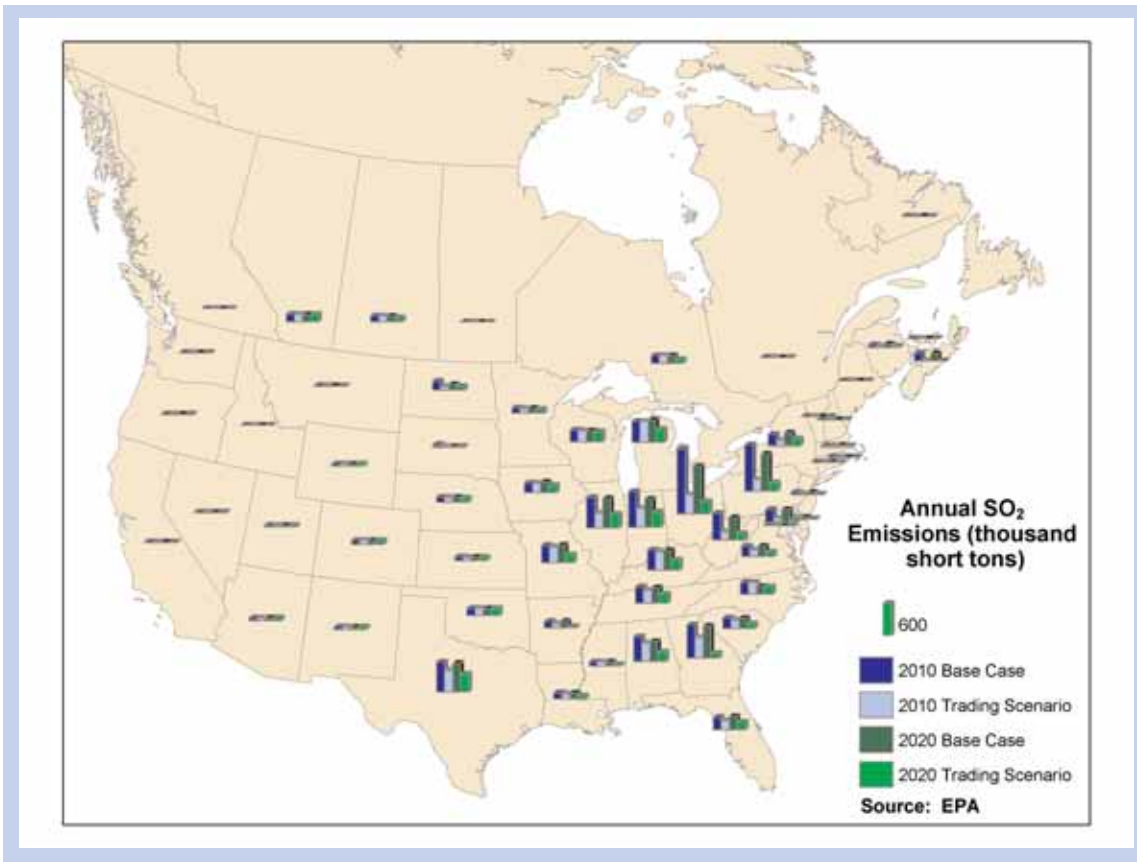 Annual SO₂
Emissions (thousand
short tons)
600
2010 Base Case
2010 Trading Scenario
2020 Base Case
2020 Trading Scenario
Source: EPA